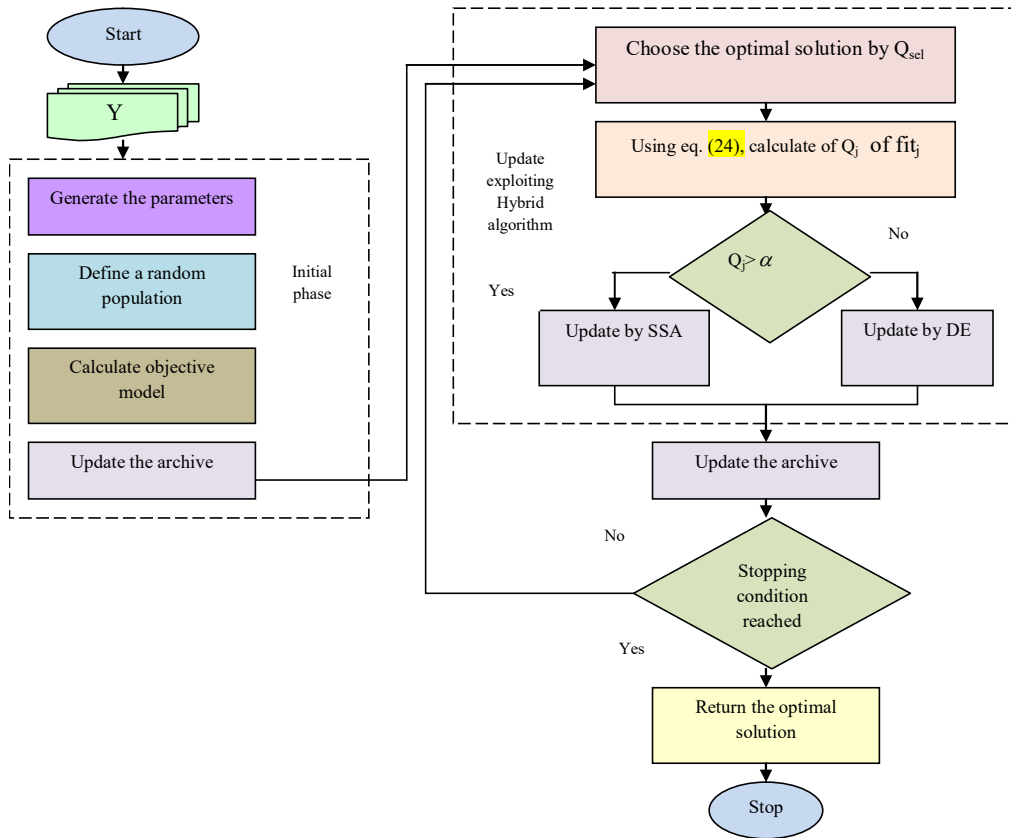 Start
Y
Generate the parameters
Define a random
population
Initial
phase
Calculate objective
model
Update the archive
Choose the optimal solution by Qsel
Using eq. (24), calculate of Qj of fitj
Update
exploiting
Hybrid
algorithm
Qj> α
No
Yes
Update by SSA
Update by DE
Update the archive
No
Stopping
condition
reached
Yes
Return the optimal
solution
Stop